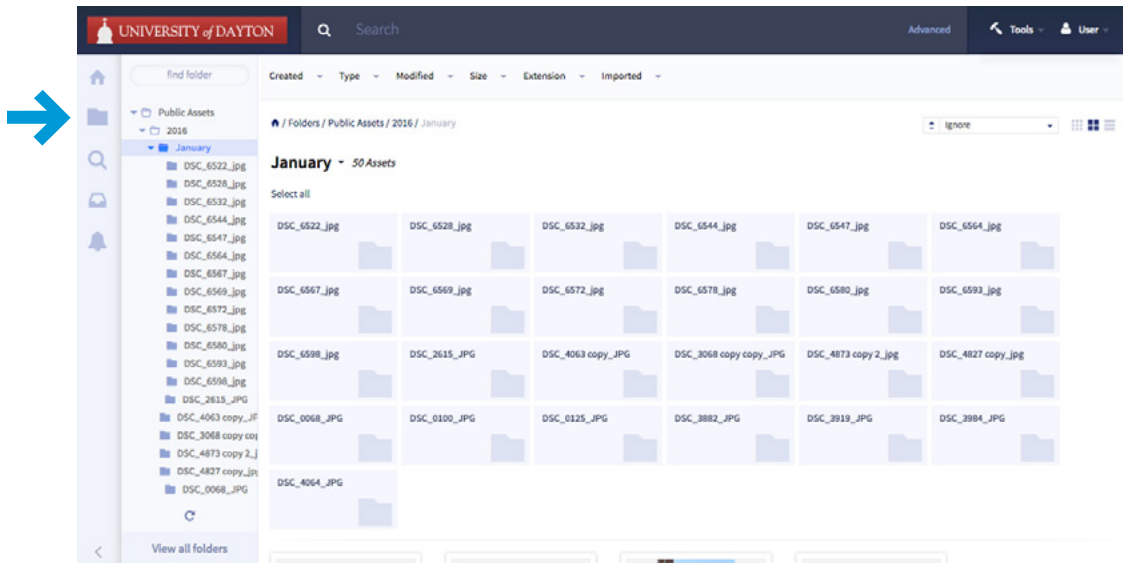 UNIVERSITY of DAYTON
Search
Advanced
Tools
User
find folder
Created Type Modified Size Extension Imported
Public Assets
2016
January
DSC_6522_jpg
DSC_6528_jpg
DSC_6532_jpg
DSC_6544_jpg
DSC_6547_jpg
DSC_6564_jpg
DSC_6567_jpg
DSC_6569_jpg
DSC_6572_jpg
DSC_6578_jpg
DSC_6580_jpg
DSC_6593_jpg
DSC_6598_jpg
DSC_2615_JPG
DSC_4063 copy_JF
DSC_3068 copy cop
DSC_4873 copy 2_j
DSC_4827 copy_jp
DSC_0068_JPG
View all folders
/ Folders / Public Assets / 2016 / January
Ignore
January 50 Assets
Select all
DSC_6522_jpg DSC_6528_jpg DSC_6532_jpg DSC_6544_jpg DSC_6547_jpg DSC_6564_jpg
DSC_6567_jpg DSC_6569_jpg DSC_6572_jpg DSC_6578_jpg DSC_6580_jpg DSC_6593_jpg
DSC_6598_jpg DSC_2615_JPG DSC_4063 copy_JPG DSC_3068 copy copy_JPG DSC_4873 copy 2_jpg DSC_4827 copy_jpg
DSC_0068_JPG DSC_0100_JPG DSC_0125_JPG DSC_3882_JPG DSC_3919_JPG DSC_3984_JPG
DSC_4064_JPG